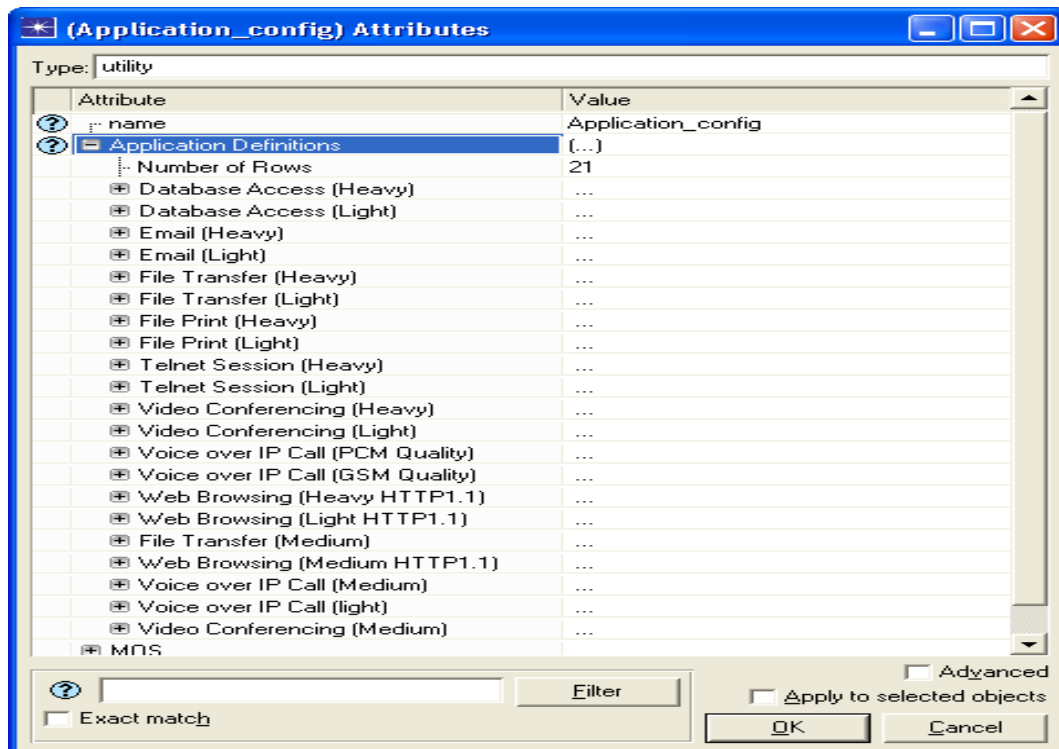 (Application_config) Attributes
Type: utility
Attribute Value
name Application_config
Application Definitions (...)
Number of Rows 21
Database Access (Heavy) ...
Database Access (Light) ...
Email (Heavy) ...
Email (Light) ...
File Transfer (Heavy) ...
File Transfer (Light) ...
File Print (Heavy) ...
File Print (Light) ...
Telnet Session (Heavy) ...
Telnet Session (Light) ...
Video Conferencing (Heavy) ...
Video Conferencing (Light) ...
Voice over IP Call (PCM Quality) ...
Voice over IP Call (GSM Quality) ...
Web Browsing (Heavy HTTP1.1) ...
Web Browsing (Light HTTP1.1) ...
File Transfer (Medium) ...
Web Browsing (Medium HTTP1.1) ...
Voice over IP Call (Medium) ...
Voice over IP Call (light) ...
Video Conferencing (Medium) ...
MOS
Advanced
Filter
Apply to selected objects
Exact match
OK Cancel